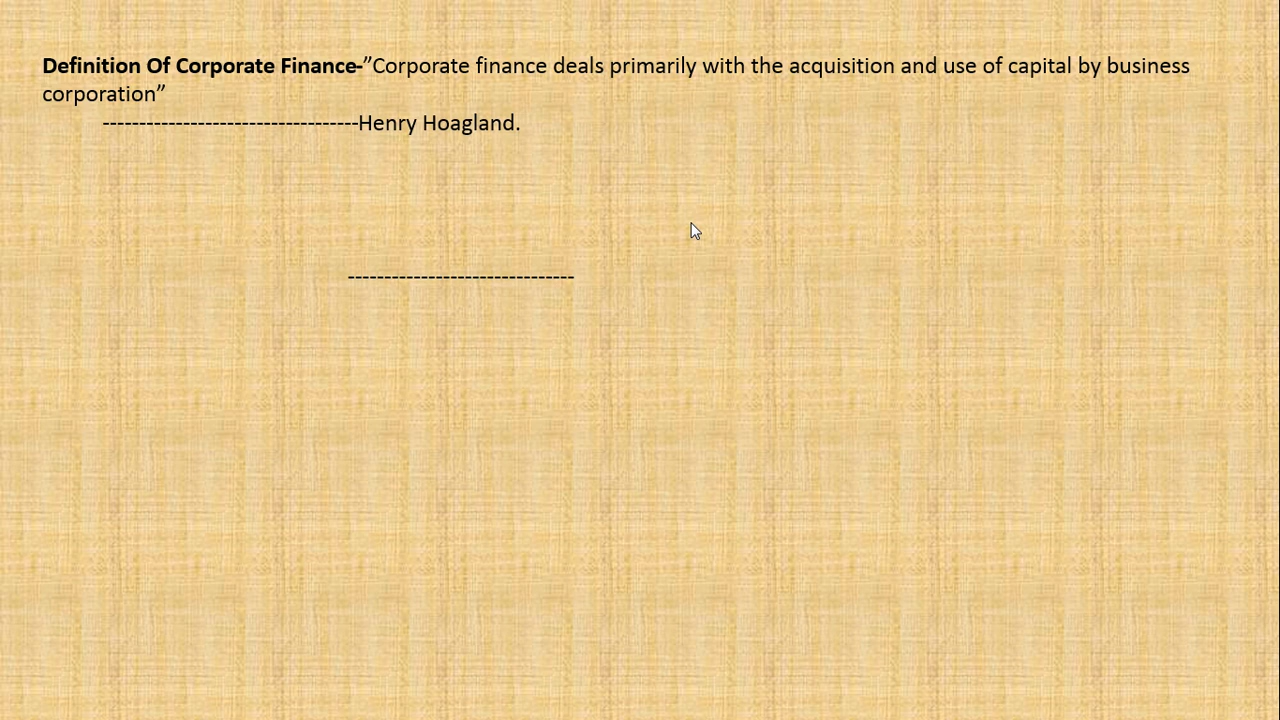 Definition Of Corporate Finance-”Corporate finance deals primarily with the acquisition and use of capital by business
corporation”
-----------------------------------Henry Hoagland.
-------------------------------